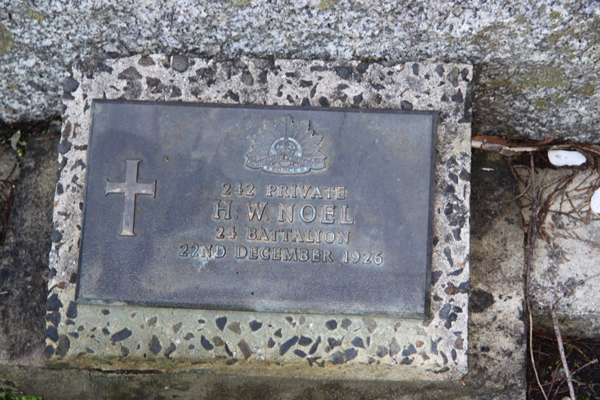 242 PRIVATE
H. W. NOEL
24 BATTALION
22ND DECEMBER 1926